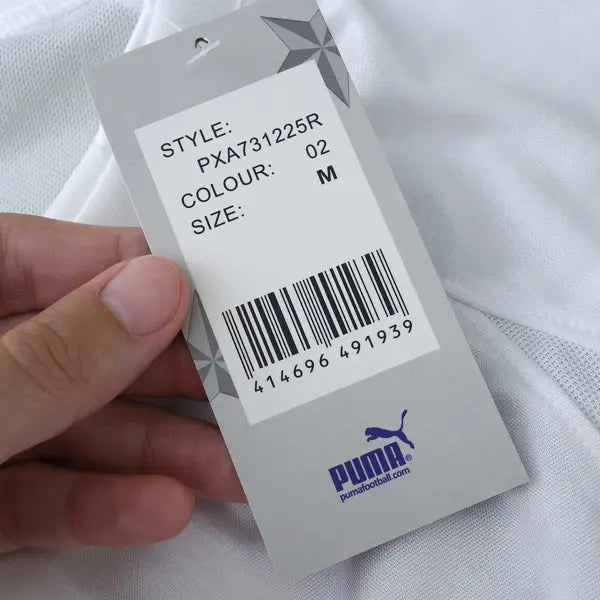 STYLE:
PXA731225R
COLOUR: 02
SIZE: M
414696 491939
PUMA®
pumafootball.com